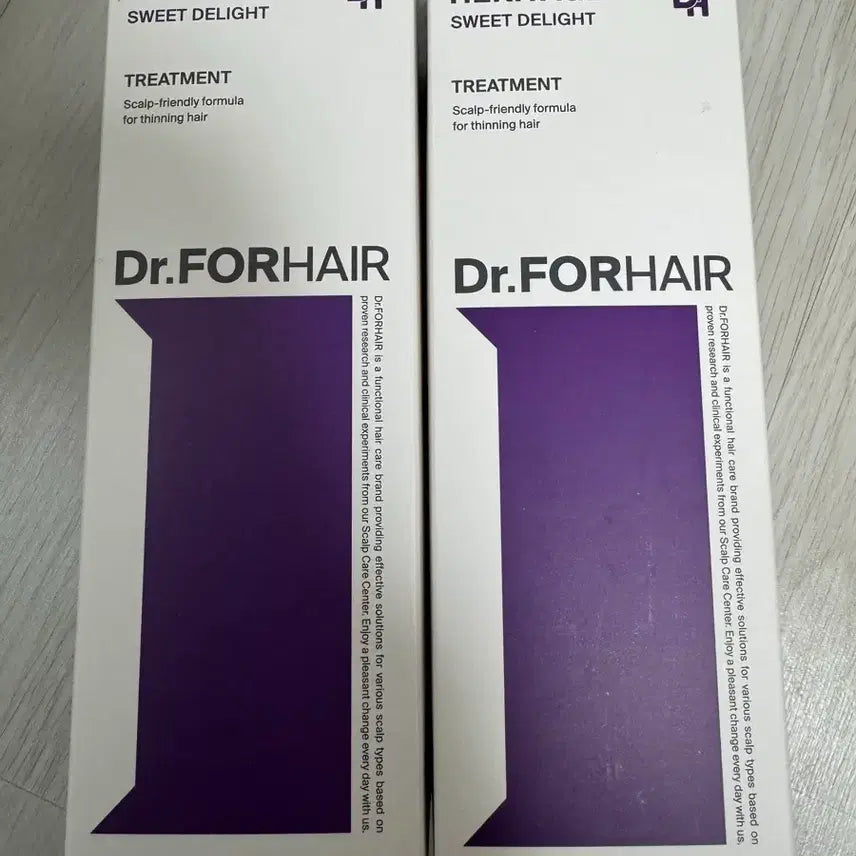 SWEET DELIGHT
TREATMENT
Scalp-friendly formula
for thinning hair
Dr.FORHAIR
Dr.FORHAIR is a functional hair care brand providing effective solutions for various scalp types based on
proven research and clinical experiments from our Scalp Care Center. Enjoy a pleasant change every day with us.
SWEET DELIGHT
TREATMENT
Scalp-friendly formula
for thinning hair
Dr.FORHAIR
Dr.FORHAIR is a functional hair care brand providing effective solutions for various scalp types based on
proven research and clinical experiments from our Scalp Care Center. Enjoy a pleasant change every day with us.